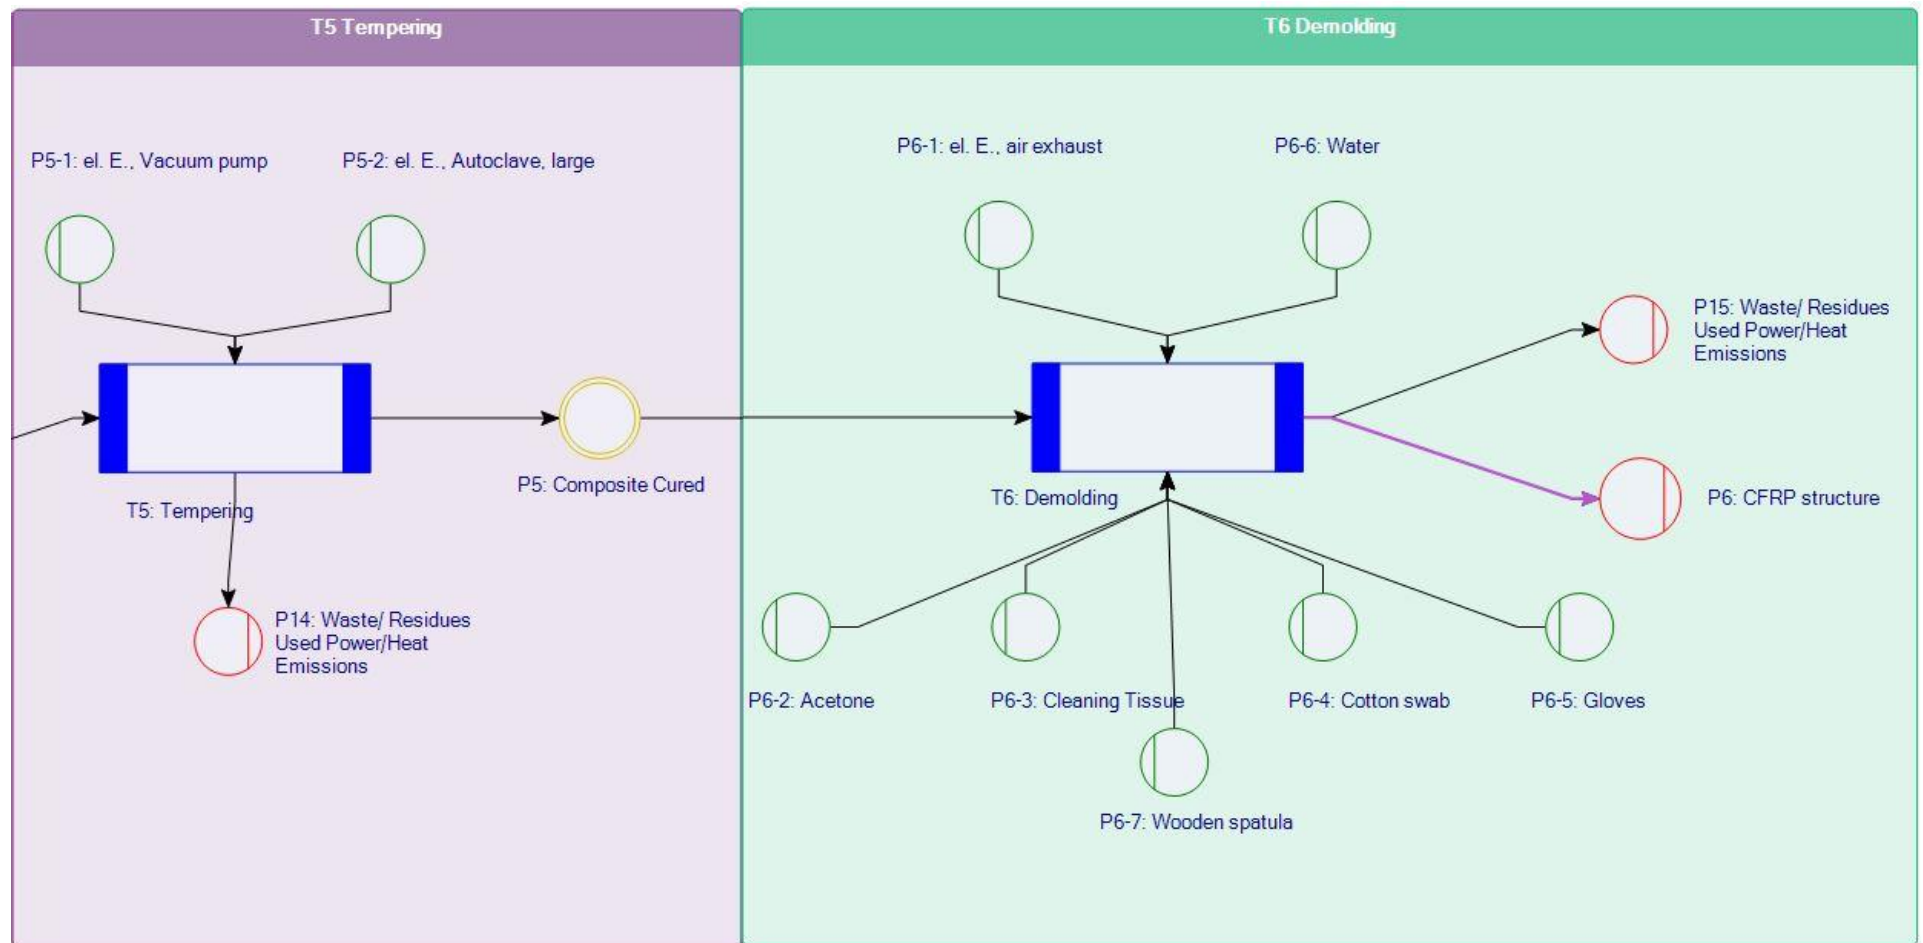 T5 Tempering
T6 Demolding
P5-1: el. E., Vacuum pump
P5-2: el. E., Autoclave, large
P6-1: el. E., air exhaust
P6-6: Water
P15: Waste/ Residues
Used Power/Heat
Emissions
P5: Composite Cured
T5: Tempering
T6: Demolding
P6: CFRP structure
P14: Waste/ Residues
Used Power/Heat
Emissions
P6-2: Acetone
P6-3: Cleaning Tissue
P6-4: Cotton swab
P6-5: Gloves
P6-7: Wooden spatula